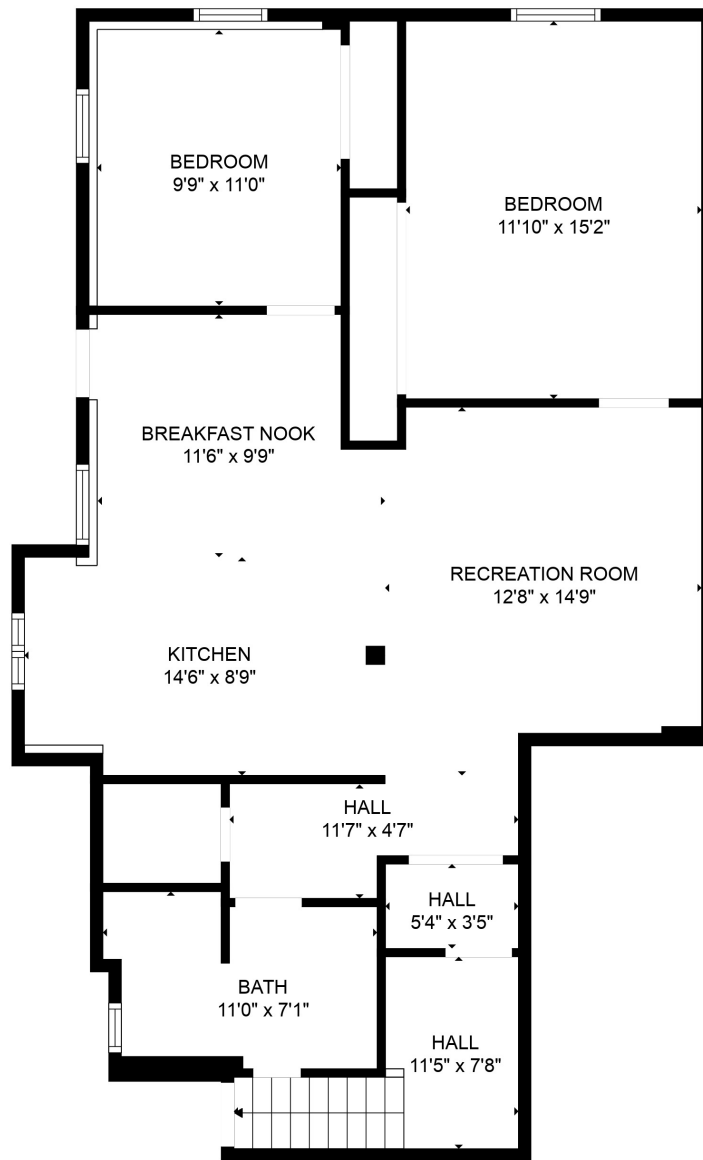 BEDROOM
9'9" x 11'0"
BEDROOM
11'10" x 15'2"
BREAKFAST NOOK
11'6" x 9'9"
RECREATION ROOM
12'8" x 14'9"
KITCHEN
14'6" x 8'9"
HALL
11'7" x 4'7"
HALL
5'4" x 3'5"
BATH
11'0" x 7'1"
HALL
11'5" x 7'8"